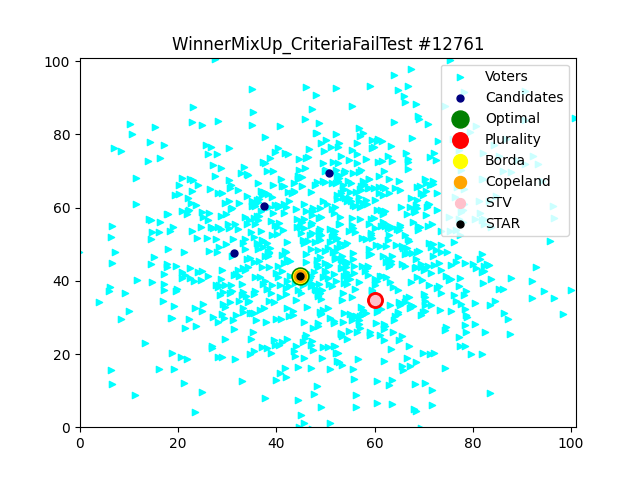 WinnerMixUp_CriteriaFailTest #12761
100
80
60
40
20
0
0 20 40 60 80 100
Voters
Candidates
Optimal
Plurality
Borda
Copeland
STV
STAR